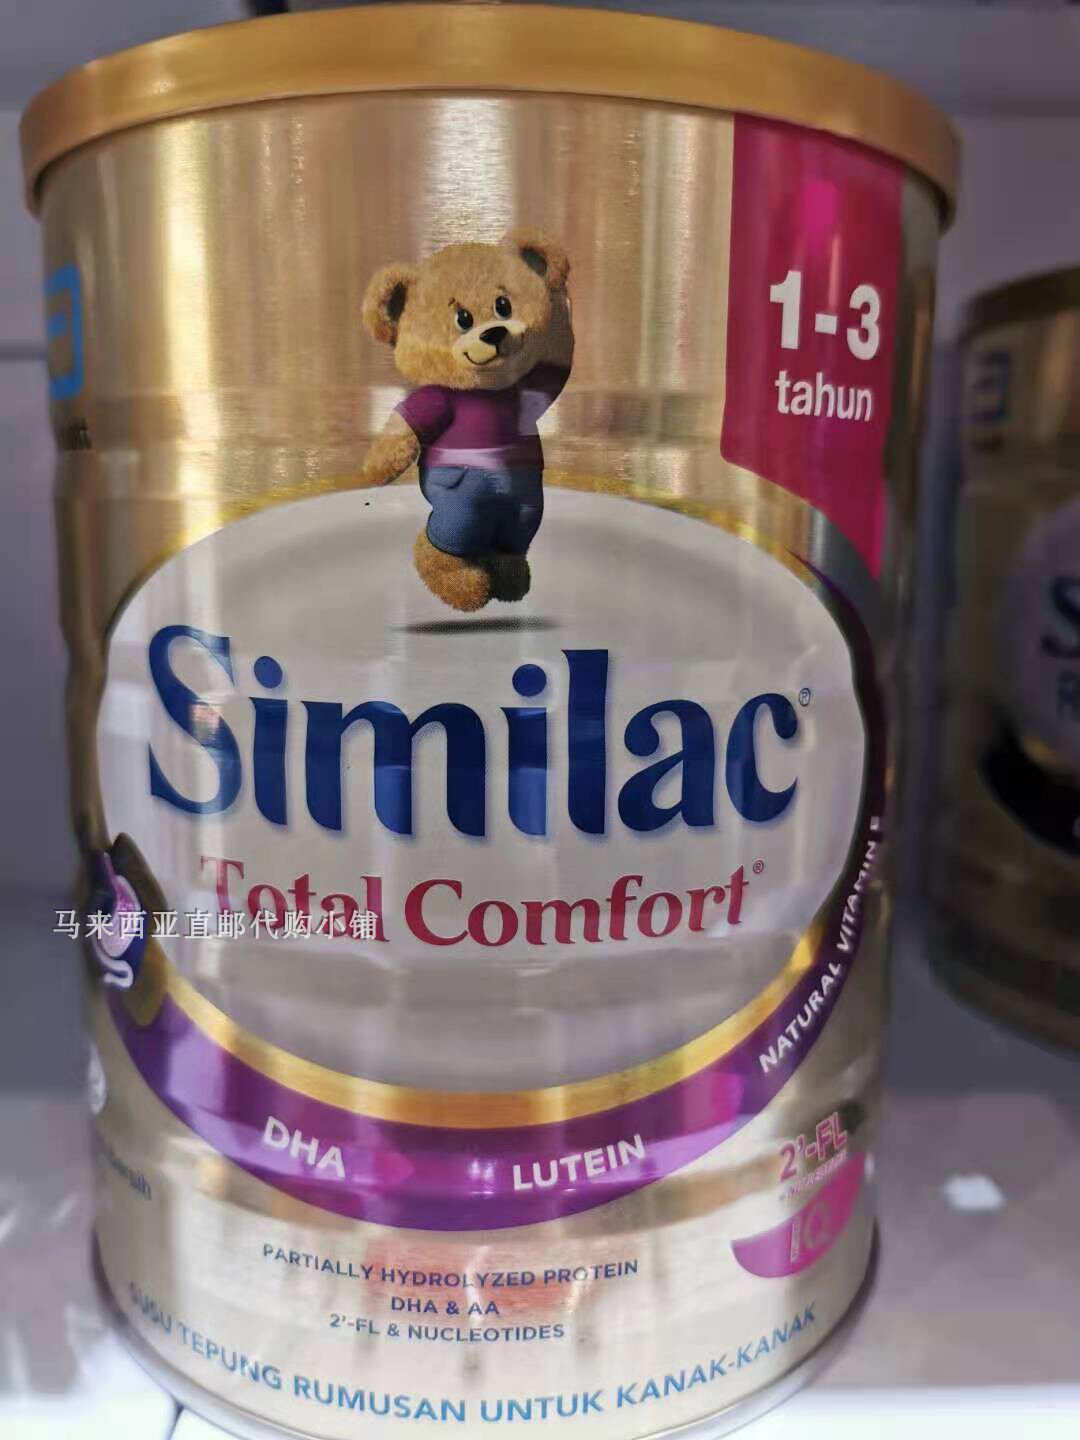 1-3
tahun
Similac®
Total Comfort®
马来西亚直邮代购小铺
DHA
LUTEIN
NATURAL VITAMIN E
2'-FL
IQ
PARTIALLY HYDROLYZED PROTEIN
DHA & AA
2'-FL & NUCLEOTIDES
SUSU TEPUNG RUMUSAN UNTUK KANAK-KANAK